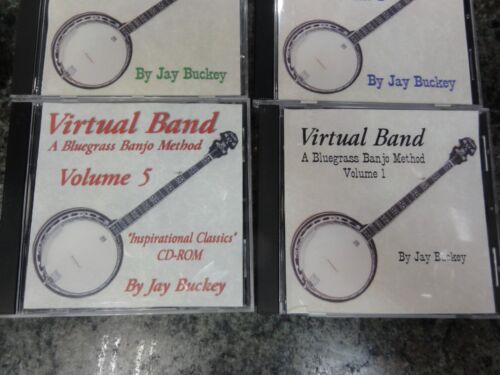 By Jay Buckey
By Jay Buckey
Virtual Band
A Bluegrass Banjo Method
Volume 5
"Inspirational Classics"
CD-ROM
By Jay Buckey
Virtual Band
A Bluegrass Banjo Method
Volume 1
By Jay Buckey